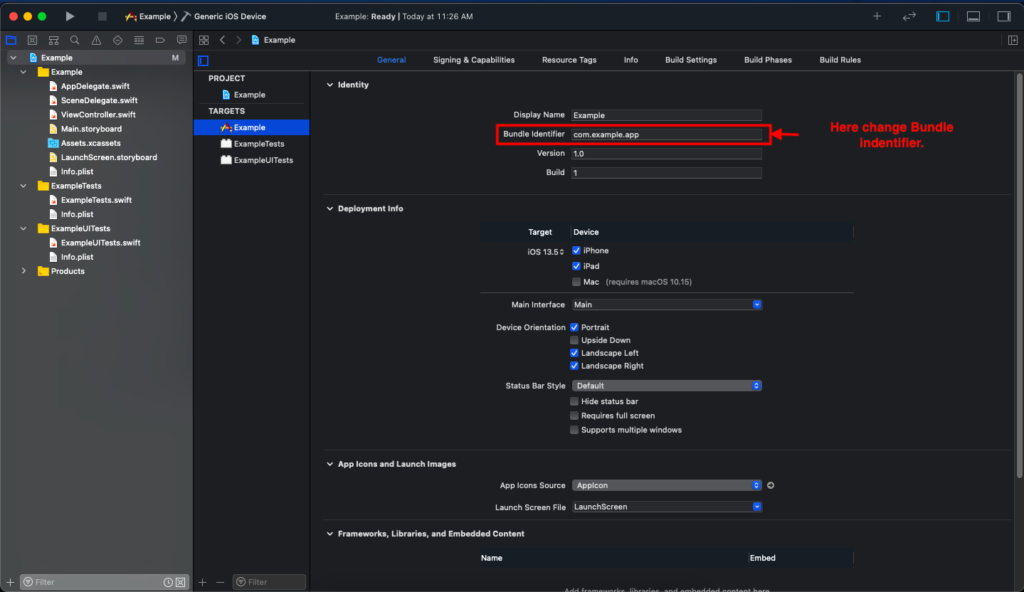 Example
Generic iOS Device
Example: Ready | Today at 11:26 AM
Example
Example
M
Example
AppDelegate.swift
SceneDelegate.swift
ViewController.swift
Main.storyboard
Assets.xcassets
LaunchScreen.storyboard
Info.plist
ExampleTests
ExampleTests.swift
Info.plist
ExampleUITests
ExampleUITests.swift
Info.plist
Products
Filter
PROJECT
Example
TARGETS
Example
ExampleTests
ExampleUITests
Filter
General
Signing & Capabilities
Resource Tags
Info
Build Settings
Build Phases
Build Rules
Identity
Display Name
Example
Bundle Identifier
com.example.app
Version
1.0
Build
1
Here change Bundle
indentifier.
Deployment Info
Target
Device
iOS 13.5
iPhone
iPad
Mac (requires macOS 10.15)
Main Interface
Main
Device Orientation
Portrait
Upside Down
Landscape Left
Landscape Right
Status Bar Style
Default
Hide status bar
Requires full screen
Supports multiple windows
App Icons and Launch Images
App Icons Source
AppIcon
Launch Screen File
LaunchScreen
Frameworks, Libraries, and Embedded Content
Name
Embed
Add frameworks, libraries, and embedded content here